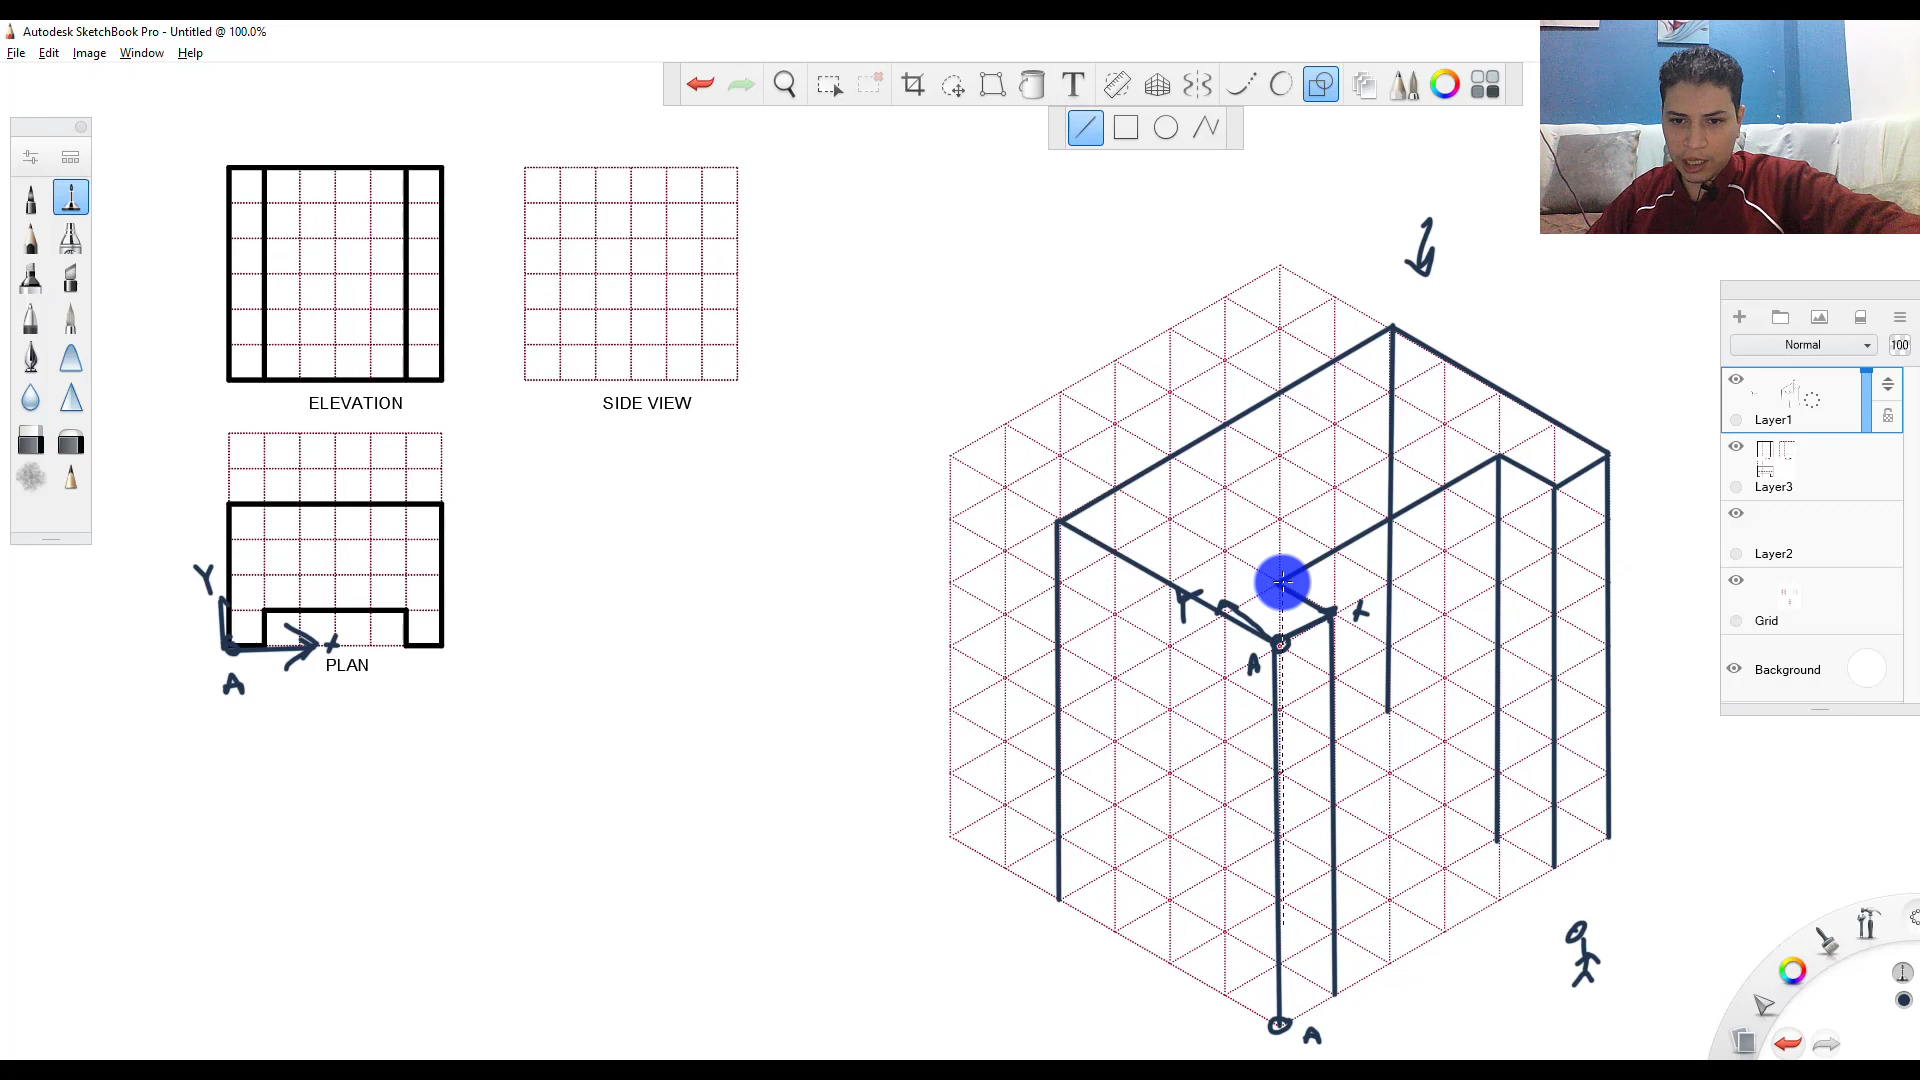 Autodesk SketchBook Pro - Untitled @ 100.0%
File Edit Image Window Help
ELEVATION
SIDE VIEW
Y
X
PLAN
A
Y
X
A
A
Normal 100
Layer1
Layer3
Layer2
Grid
Background